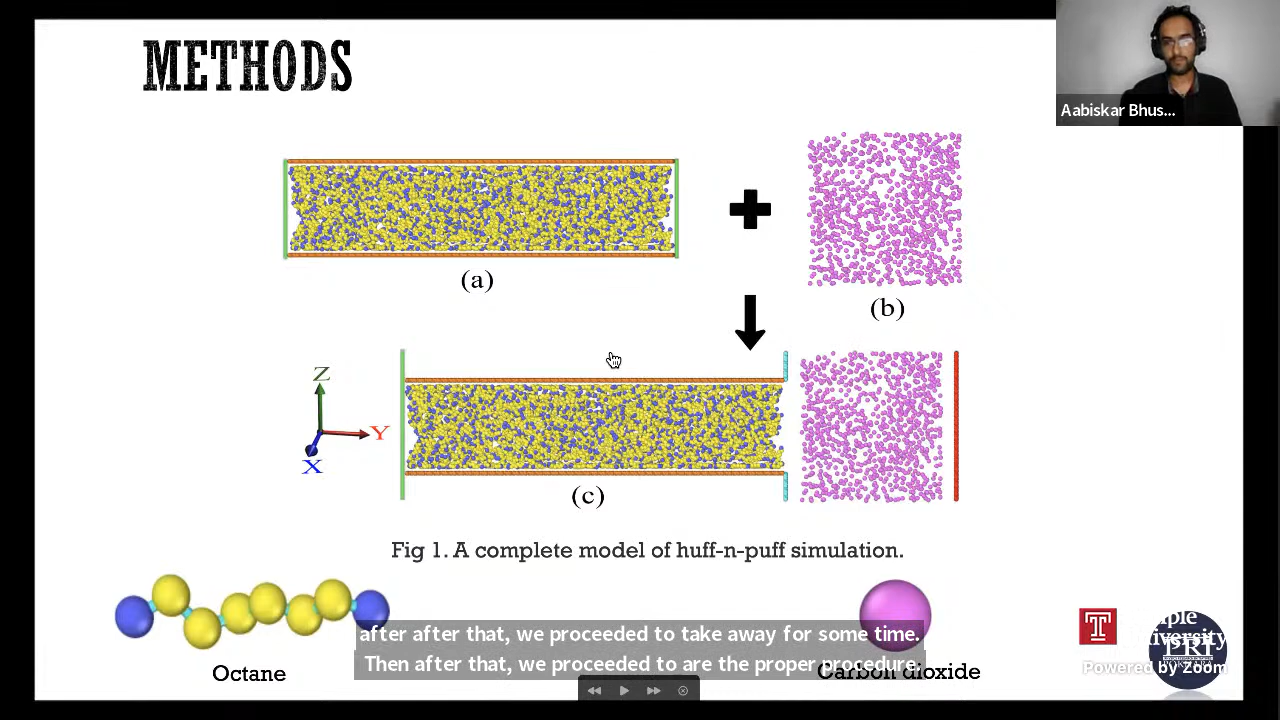 METHODS
Aabiskar Bhus...
(a)
(b)
Z
Y
X
(c)
Fig 1. A complete model of huff-n-puff simulation.
after after that, we proceeded to take away for some time.
Then after that, we proceeded to are the proper procedure.
Octane
Carbon dioxide
University
PRI
Powered by Zoom